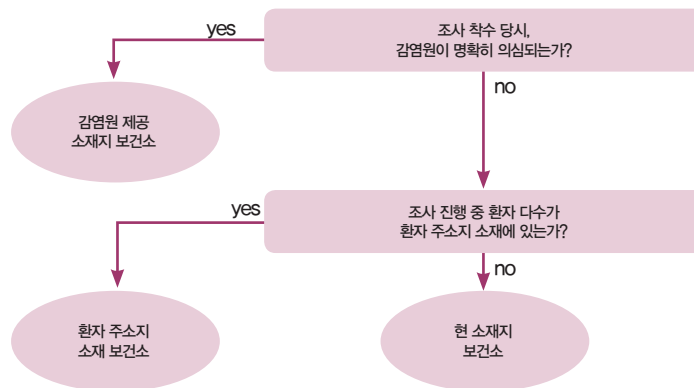 조사 착수 당시,
감염원이 명확히 의심되는가?
yes
no
감염원 제공
소재지 보건소
조사 진행 중 환자 다수가
환자 주소지 소재에 있는가?
yes
no
환자 주소지
소재 보건소
현 소재지
보건소